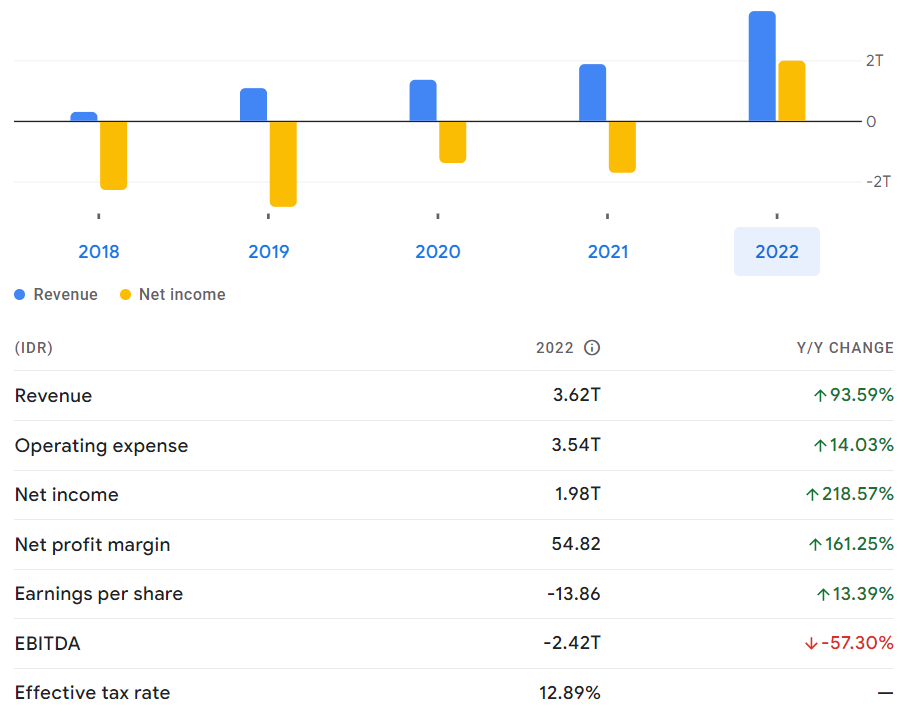 2T
0
-2T
2018 2019 2020 2021 2022
Revenue Net income
(IDR) 2022 Y/Y CHANGE
Revenue 3.62T ↑93.59%
Operating expense 3.54T ↑14.03%
Net income 1.98T ↑218.57%
Net profit margin 54.82 ↑161.25%
Earnings per share -13.86 ↑13.39%
EBITDA -2.42T ↓-57.30%
Effective tax rate 12.89% —